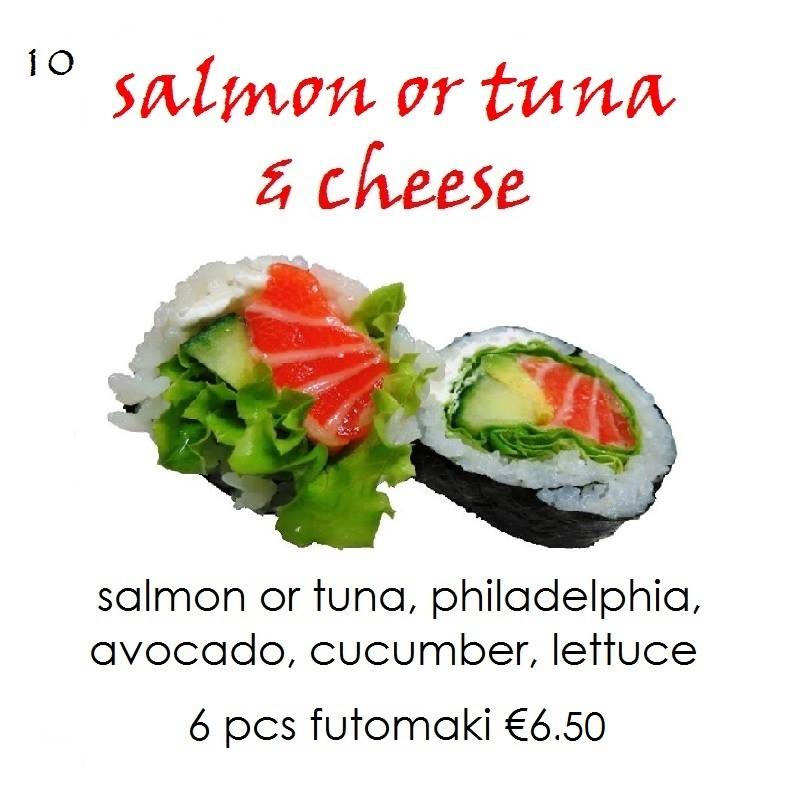 10
salmon or tuna
& cheese
salmon or tuna, philadelphia,
avocado, cucumber, lettuce
6 pcs futomaki €6.50